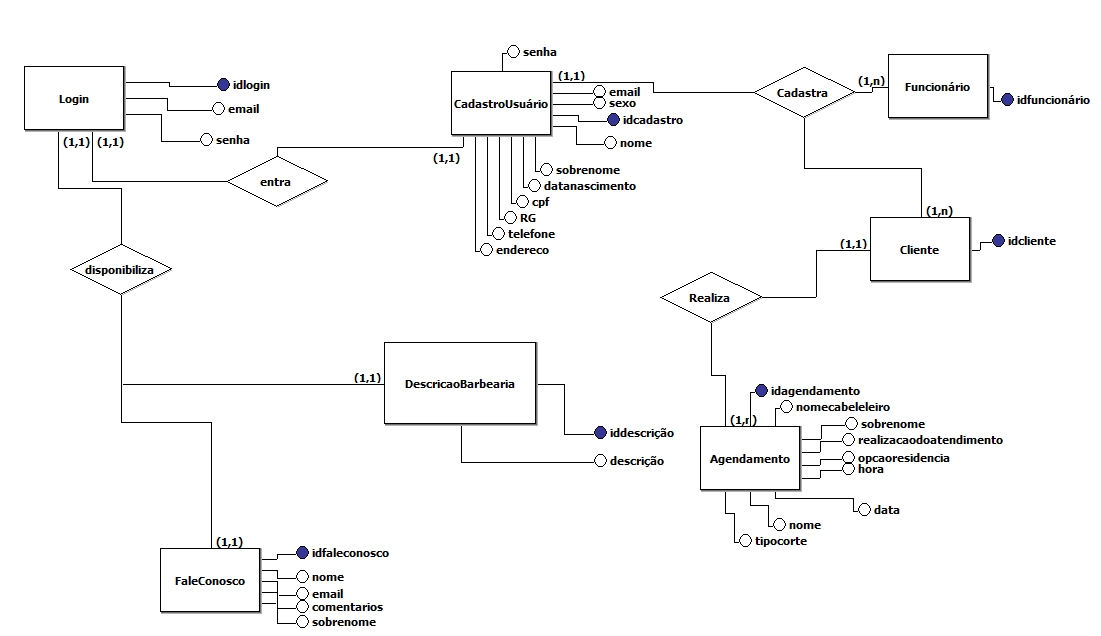 senha
Login
idlogin
email
senha
(1,1)
(1,1)
CadastroUsuário
(1,1)
email
sexo
idcadastro
nome
(1,1)
sobrenome
datanascimento
cpf
RG
telefone
endereco
Cadastra
(1,n)
Funcionário
idfuncionário
entra
disponibiliza
(1,n)
Cliente
idcliente
(1,1)
Realiza
(1,1)
DescricaoBarbearia
iddescrição
descrição
idagendamento
nomecabeleleiro
(1,n)
sobrenome
realizacaodoatendimento
opcaoresidencia
hora
Agendamento
data
nome
tipocorte
(1,1)
FaleConosco
idfaleconosco
nome
email
comentarios
sobrenome